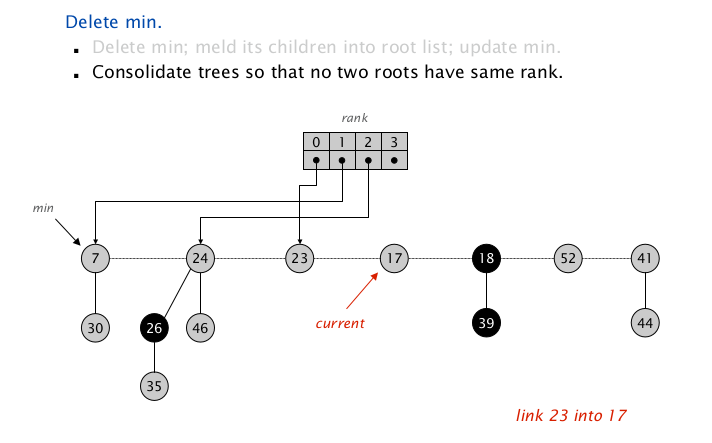 Delete min.
Delete min; meld its children into root list; update min.
Consolidate trees so that no two roots have same rank.
rank
0 1 2 3
min
7 24 23 17 18 52 41
current
30 26 46 39 44
35
link 23 into 17